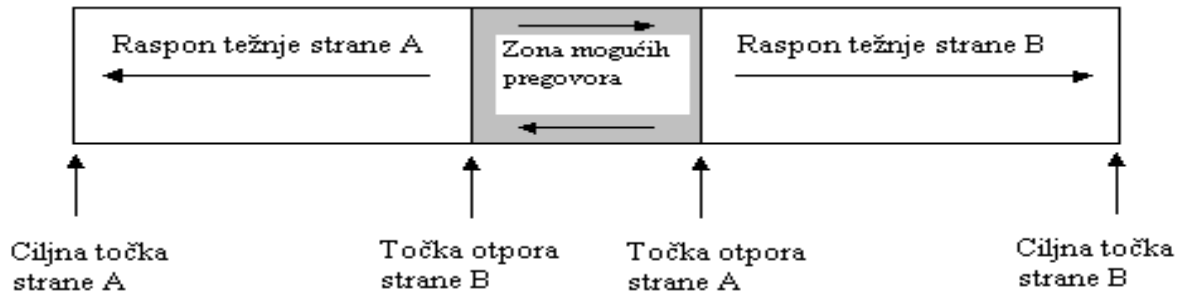 Raspon težnje strane A
Zona mogućih
pregovora
Raspon težnje strane B
Ciljna točka
strane A
Točka otpora
strane B
Točka otpora
strane A
Ciljna točka
strane B